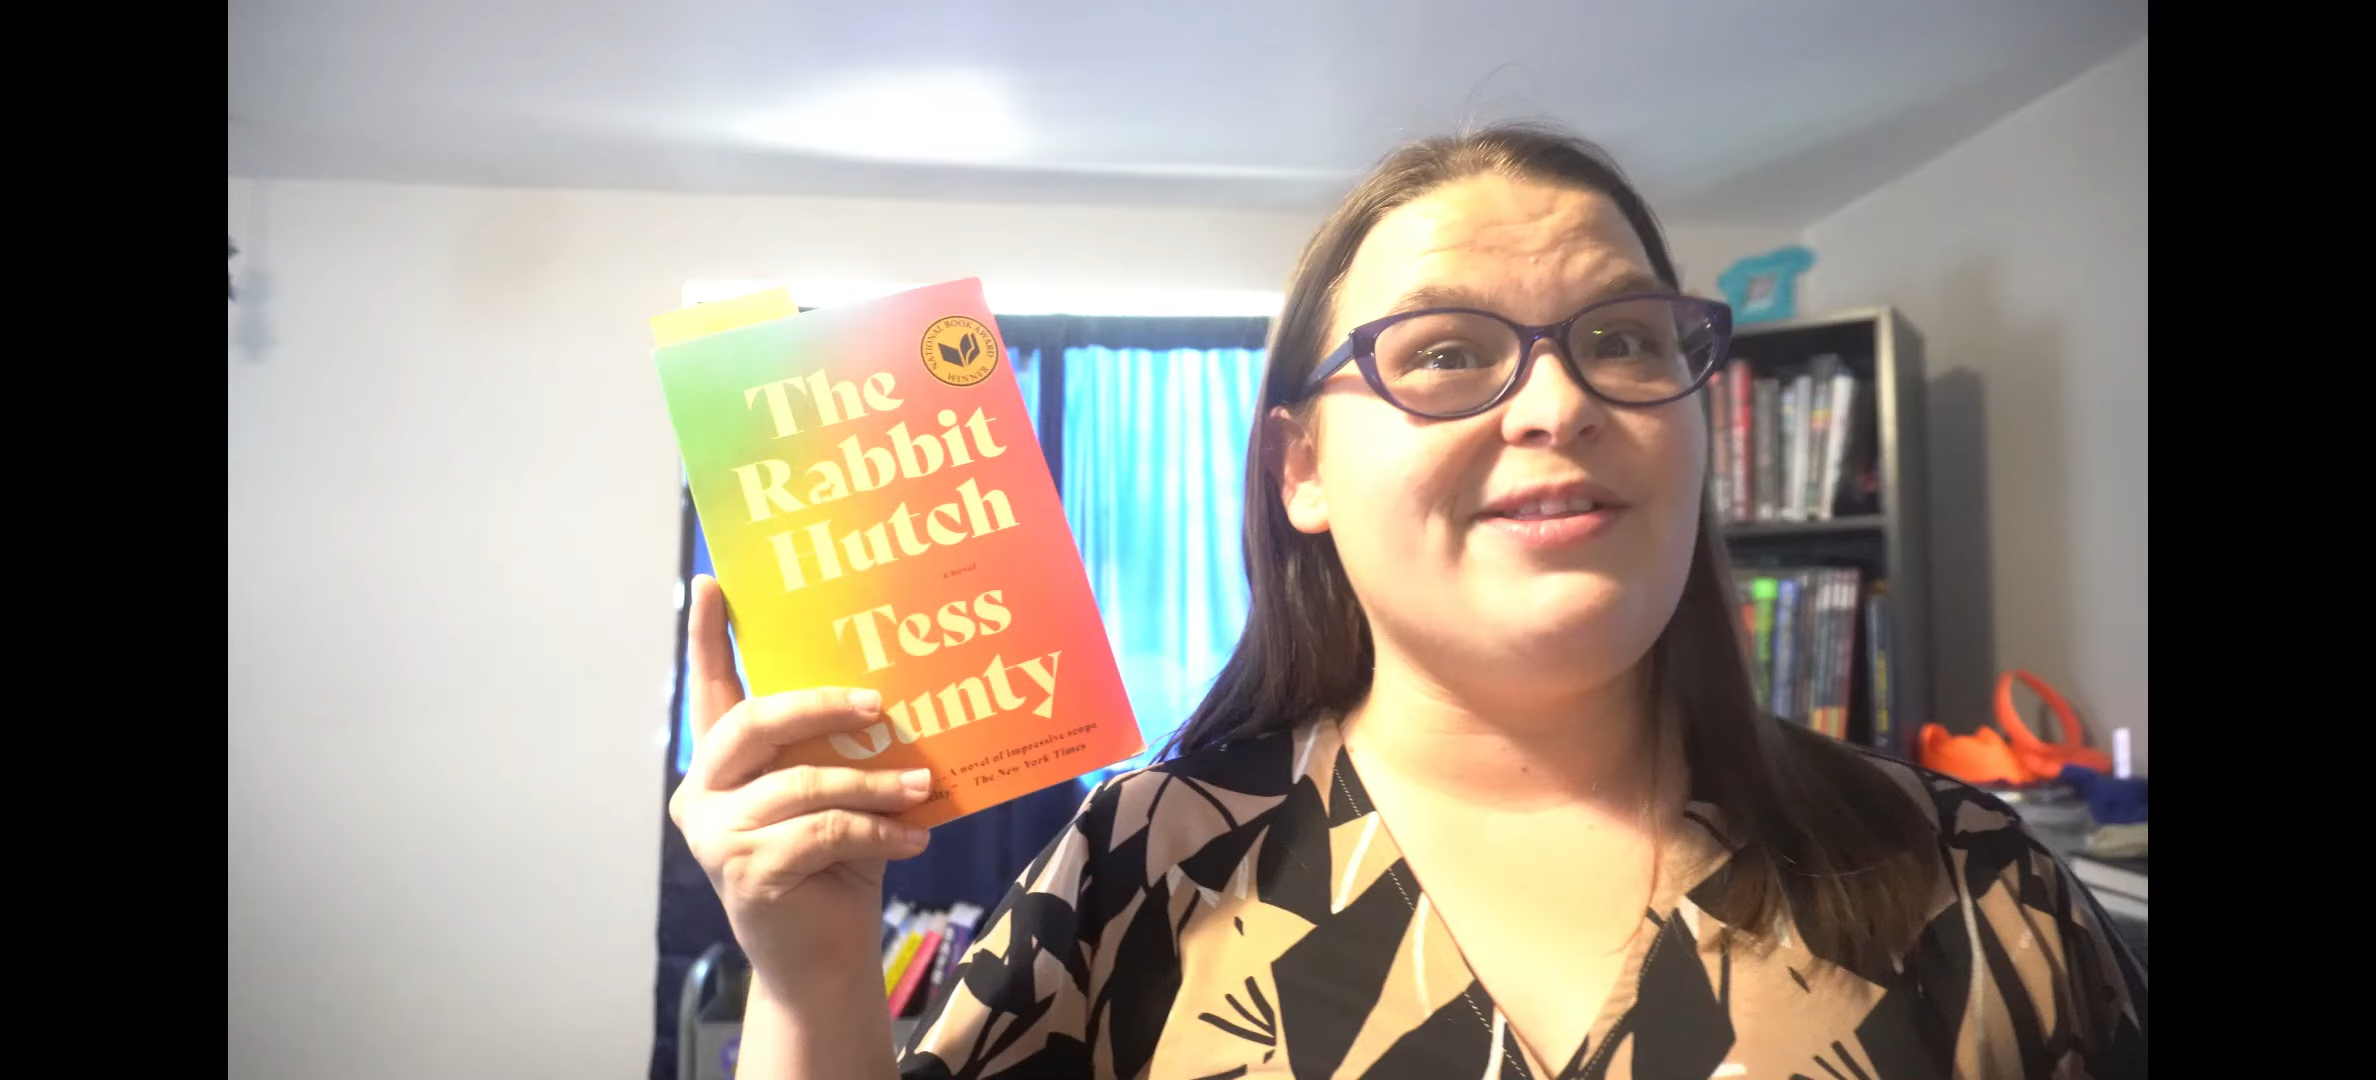 NATIONAL BOOK AWARD
WINNER
The
Rabbit
Hutch
a novel
Tess
Gunty
A novel of impressive scope
The New York Times